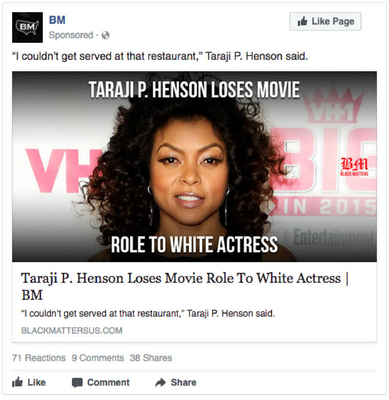 BM
BM
Like Page
Sponsored ·
"I couldn't get served at that restaurant," Taraji P. Henson said.
TARAJI P. HENSON LOSES MOVIE
VH
BIG
BM
BLACK MATTERS
IN 2015
& Entertainment
ROLE TO WHITE ACTRESS
Taraji P. Henson Loses Movie Role To White Actress |
BM
"I couldn't get served at that restaurant," Taraji P. Henson said.
BLACKMATTERSUS.COM
71 Reactions 9 Comments 38 Shares
Like Comment Share